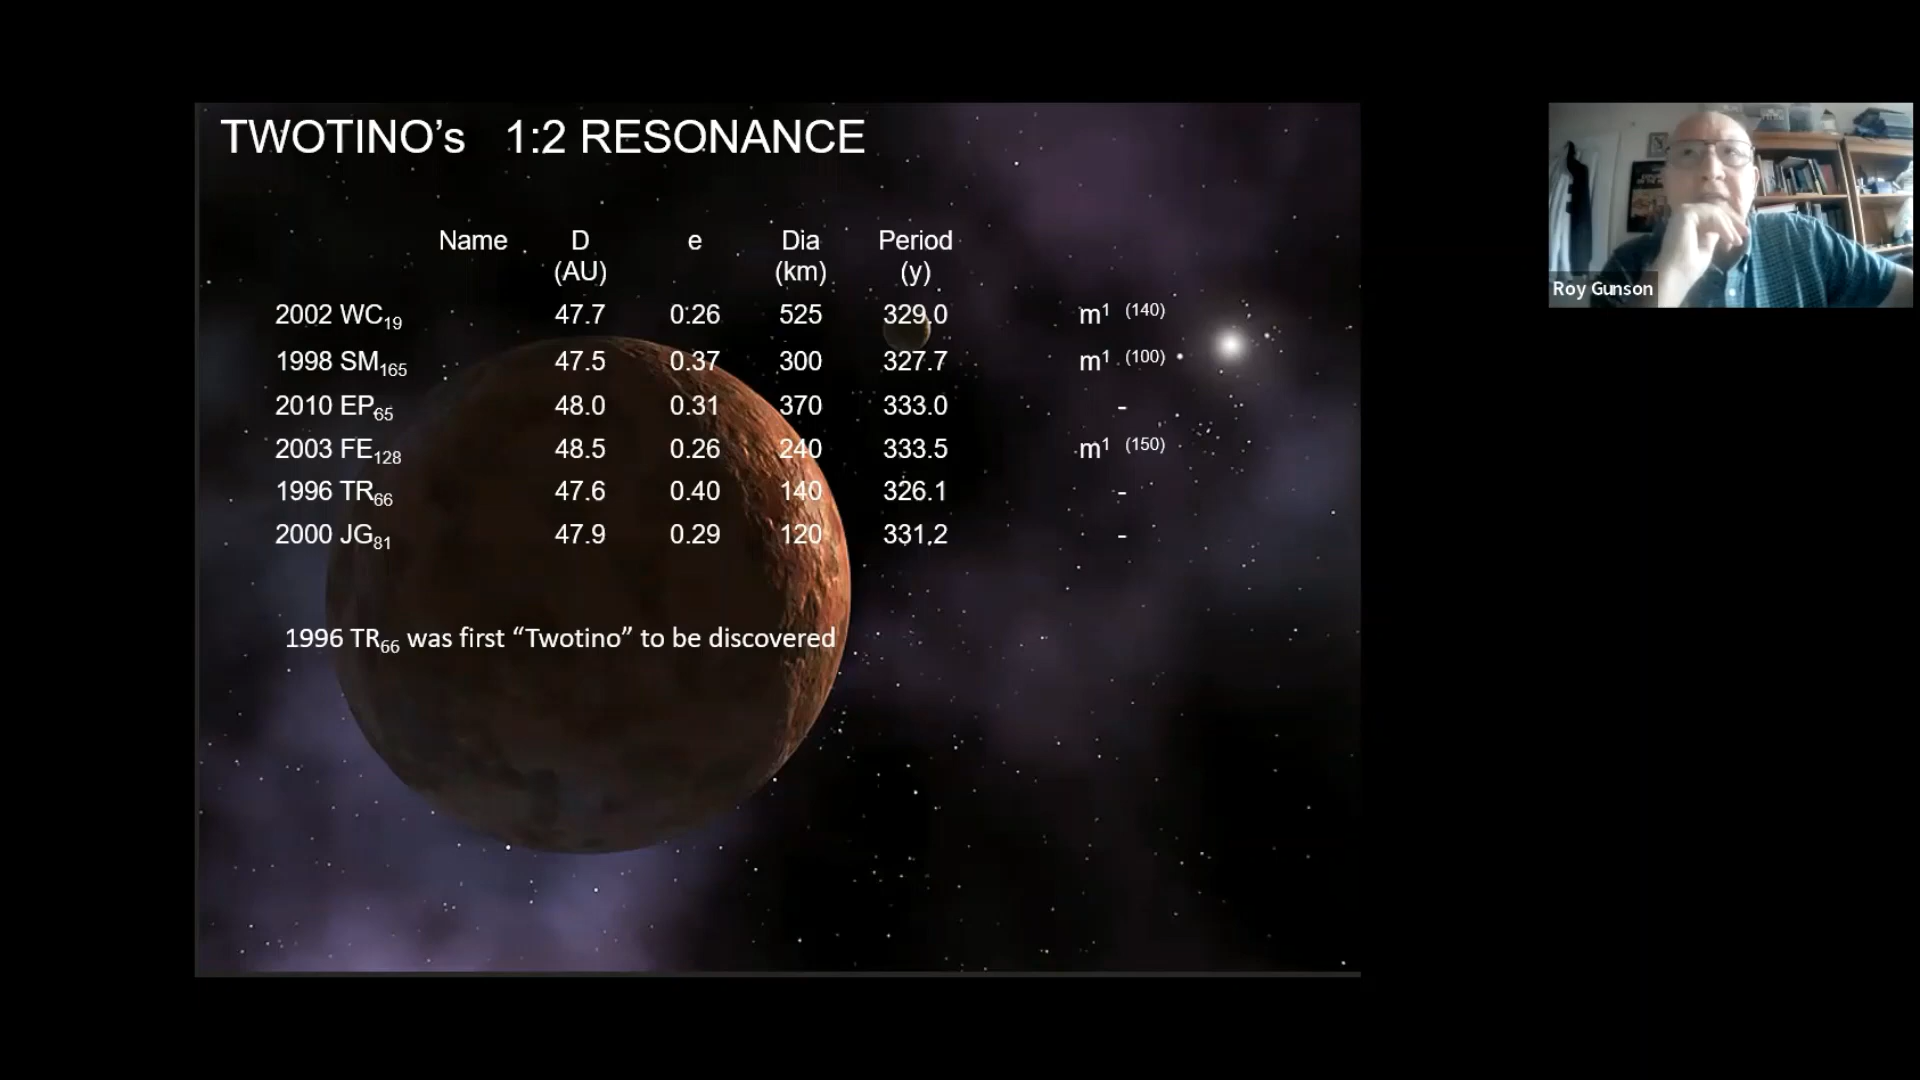 TWOTINO’s 1:2 RESONANCE
Name D e Dia Period
(AU) (km) (y)
2002 WC19 47.7 0.26 525 329.0 m1 (140)
1998 SM165 47.5 0.37 300 327.7 m1 (100)
2010 EP65 48.0 0.31 370 333.0 -
2003 FE128 48.5 0.26 240 333.5 m1 (150)
1996 TR66 47.6 0.40 140 326.1 -
2000 JG81 47.9 0.29 120 331.2 -
1996 TR66 was first “Twotino” to be discovered
Roy Gunson